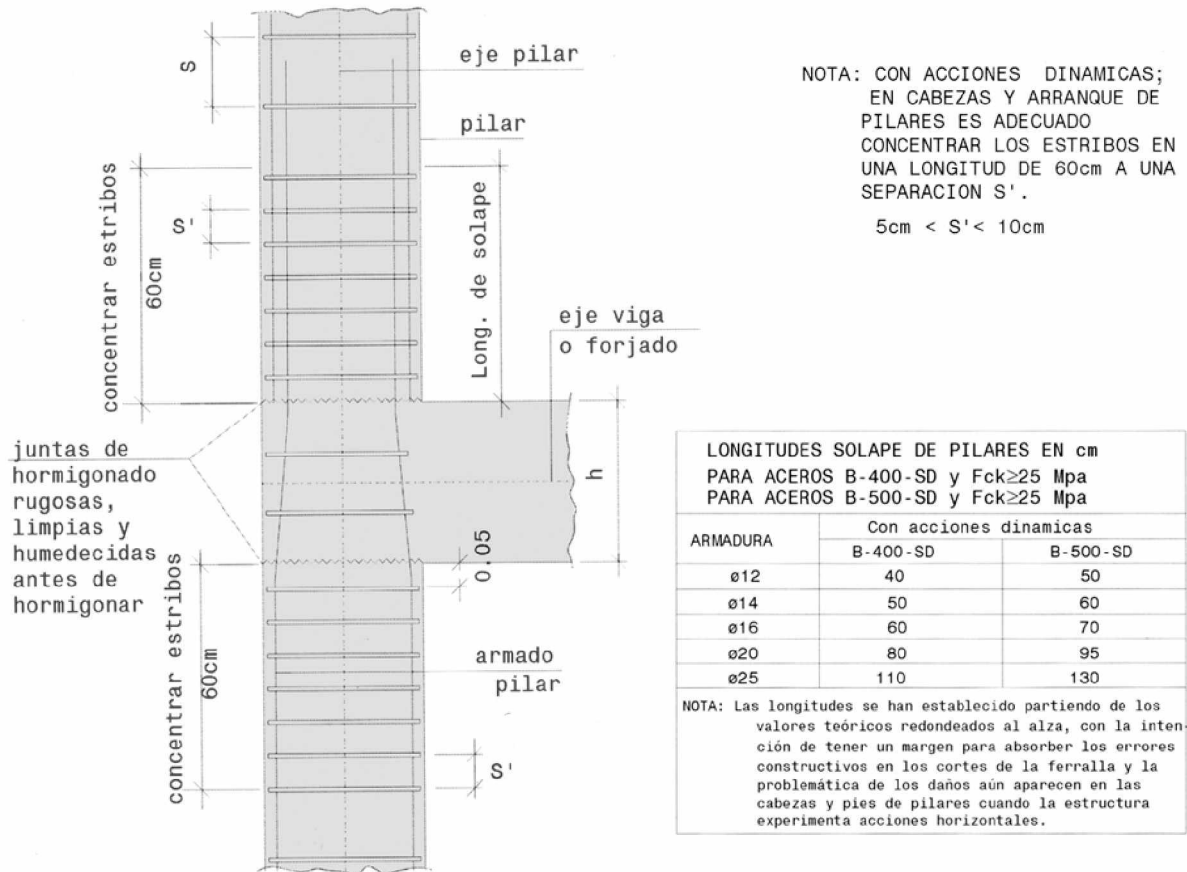 S
eje pilar
pilar
concentrar estribos
60cm
S'
Long. de solape
eje viga
o forjado
juntas de
hormigonado
rugosas,
limpias y
humedecidas
antes de
hormigonar
h
0.05
concentrar estribos
60cm
armado
pilar
S'
NOTA: CON ACCIONES DINAMICAS;
EN CABEZAS Y ARRANQUE DE
PILARES ES ADECUADO
CONCENTRAR LOS ESTRIBOS EN
UNA LONGITUD DE 60cm A UNA
SEPARACION S'.
5cm < S'< 10cm
LONGITUDES SOLAPE DE PILARES EN cm
PARA ACEROS B-400-SD y Fck≥25 Mpa
PARA ACEROS B-500-SD y Fck≥25 Mpa
ARMADURA Con acciones dinamicas
B-400-SD B-500-SD
ø12 40 50
ø14 50 60
ø16 60 70
ø20 80 95
ø25 110 130
NOTA: Las longitudes se han establecido partiendo de los
valores teóricos redondeados al alza, con la inten-
ción de tener un margen para absorber los errores
constructivos en los cortes de la ferralla y la
problemática de los daños aún aparecen en las
cabezas y pies de pilares cuando la estructura
experimenta acciones horizontales.